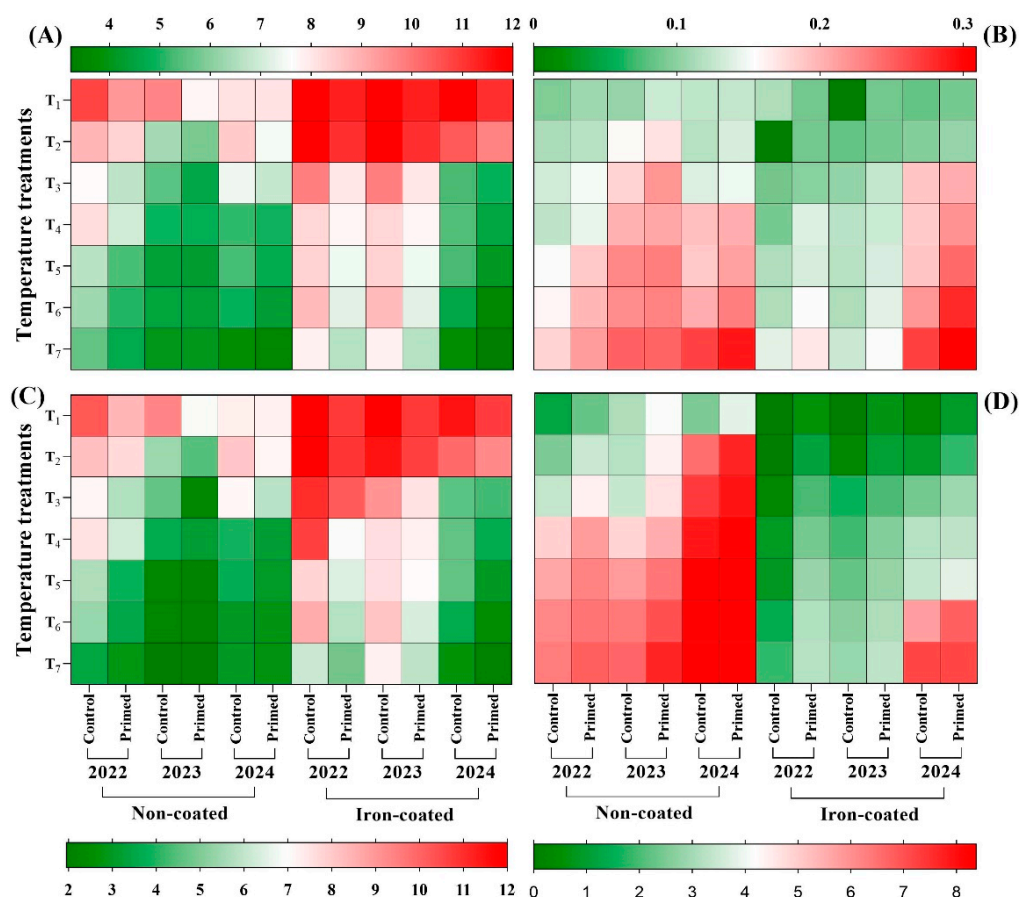 (A)
4 5 6 7 8 9 10 11 12
0 0.1 0.2 0.3
(B)
Temperature treatments
T1
T2
T3
T4
T5
T6
T7
(C)
(D)
Temperature treatments
T1
T2
T3
T4
T5
T6
T7
Control Primed Control Primed Control Primed Control Primed Control Primed Control Primed
2022 2023 2024 2022 2023 2024
Non-coated Iron-coated
Control Primed Control Primed Control Primed Control Primed Control Primed Control Primed
2022 2023 2024 2022 2023 2024
Non-coated Iron-coated
2 3 4 5 6 7 8 9 10 11 12
0 1 2 3 4 5 6 7 8